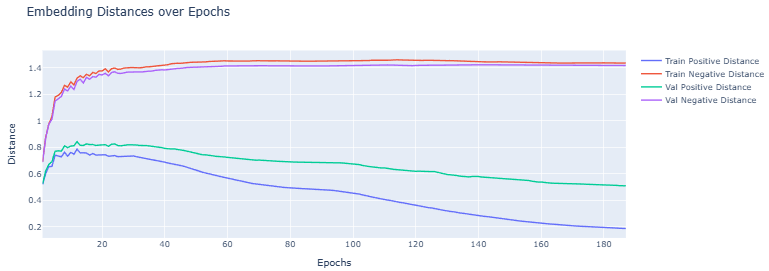 Embedding Distances over Epochs
1.4
1.2
1
0.8
0.6
0.4
0.2
Distance
20
40
60
80
100
120
140
160
180
Epochs
Train Positive Distance
Train Negative Distance
Val Positive Distance
Val Negative Distance